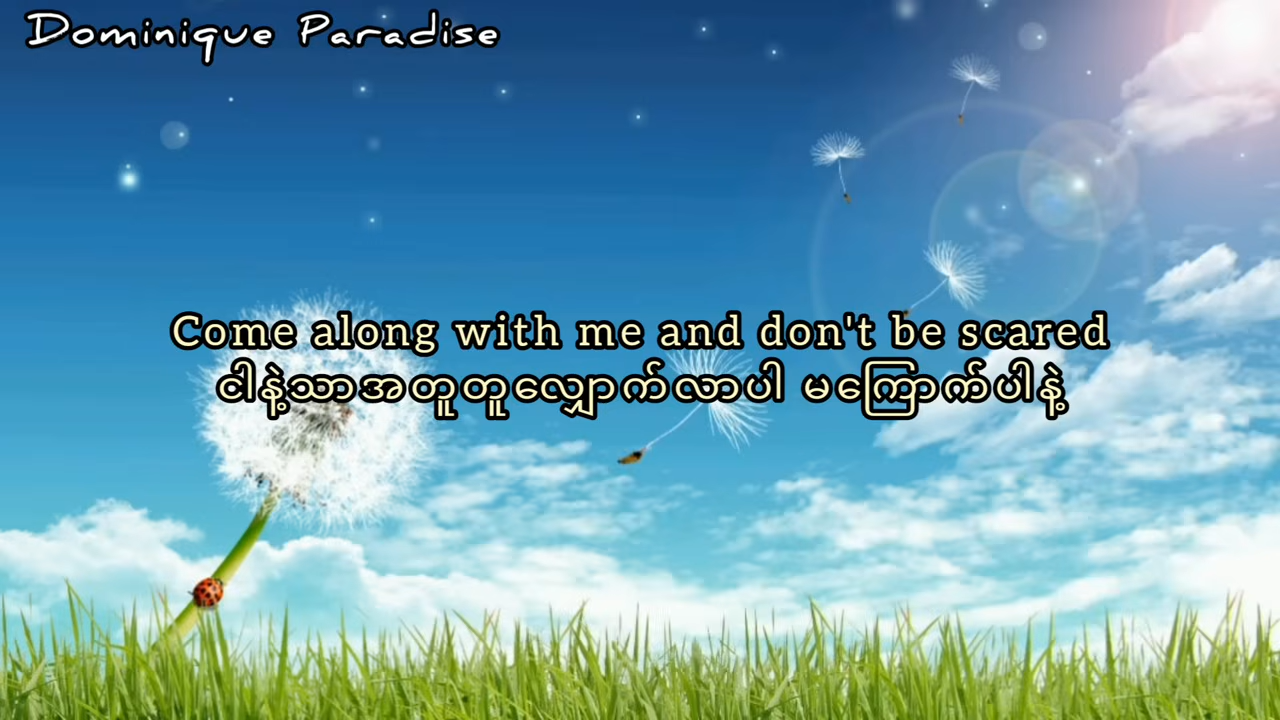 Dominique Paradise
Come along with me and don't be scared
ငါနဲ့သာအတူတူလျှောက်လာပါ မကြောက်ပါနဲ့